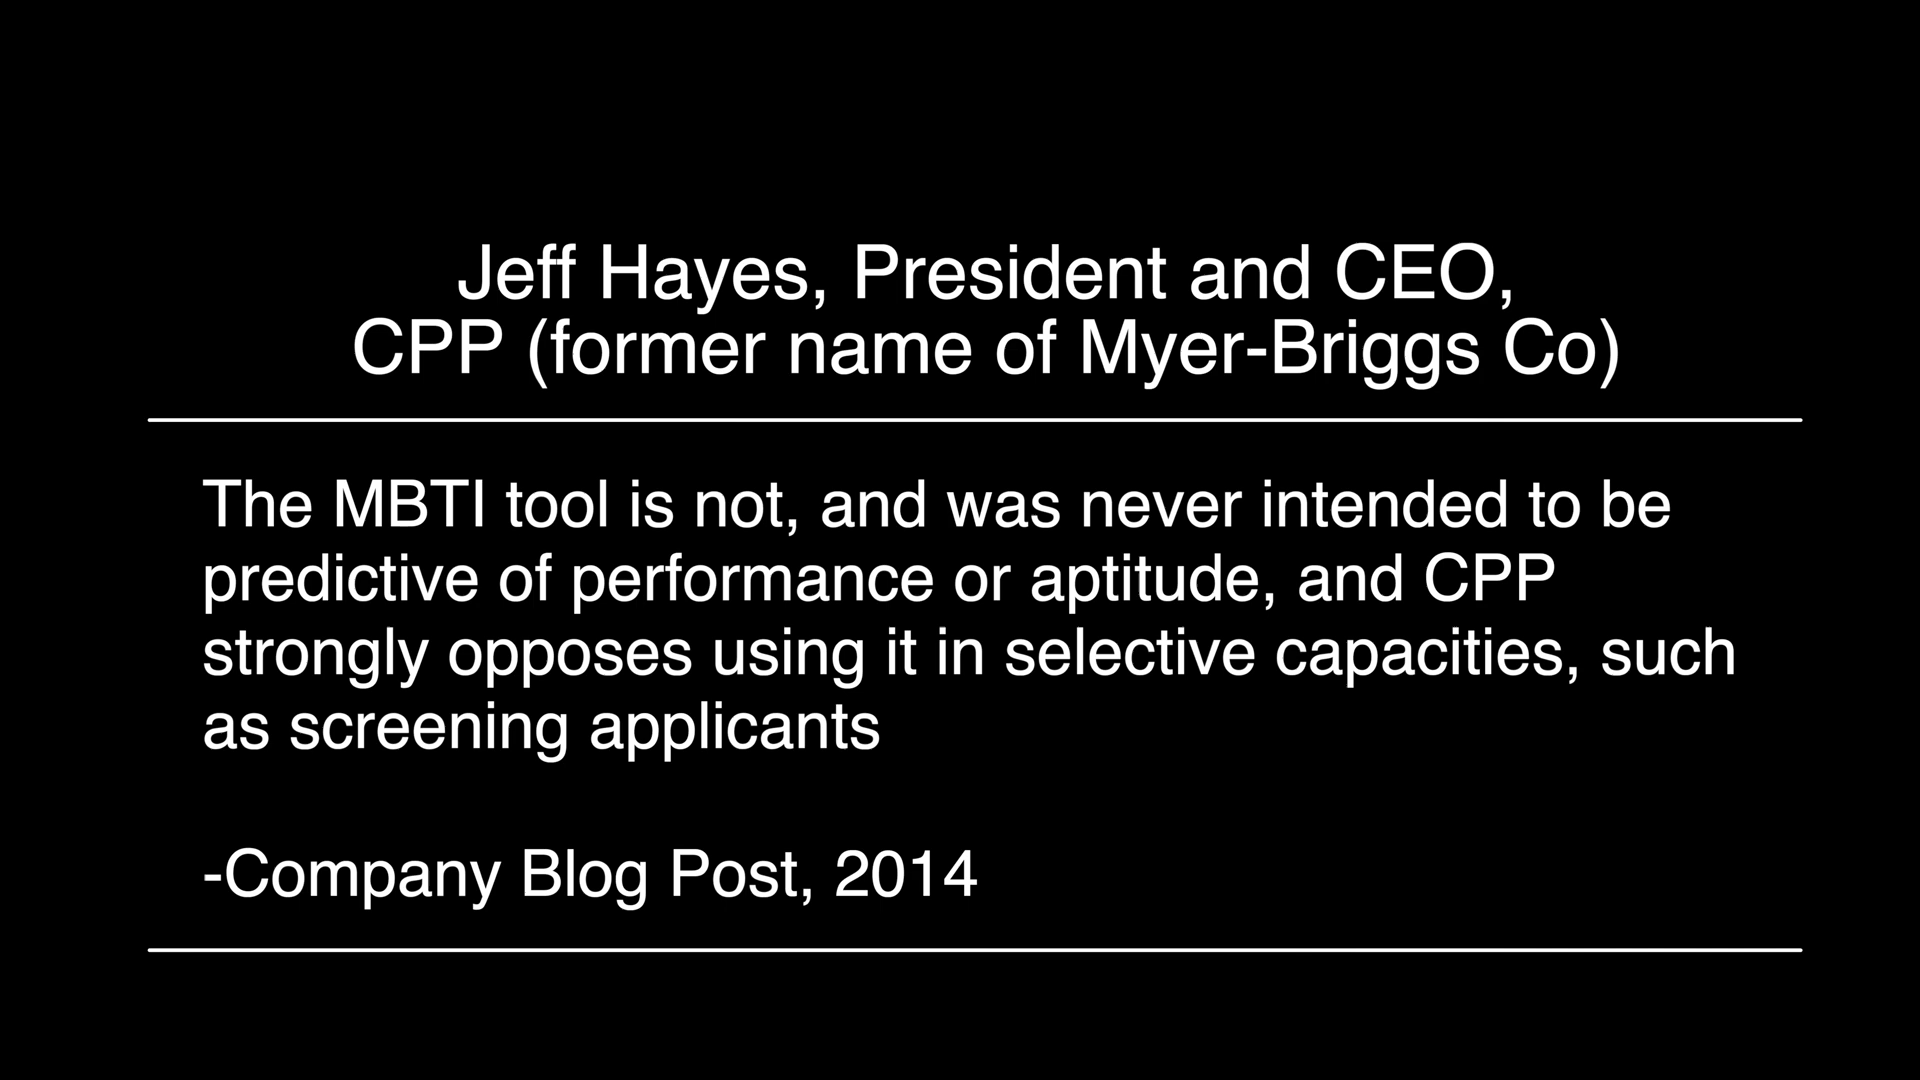 Jeff Hayes, President and CEO,
CPP (former name of Myer-Briggs Co)
The MBTI tool is not, and was never intended to be
predictive of performance or aptitude, and CPP
strongly opposes using it in selective capacities, such
as screening applicants
-Company Blog Post, 2014